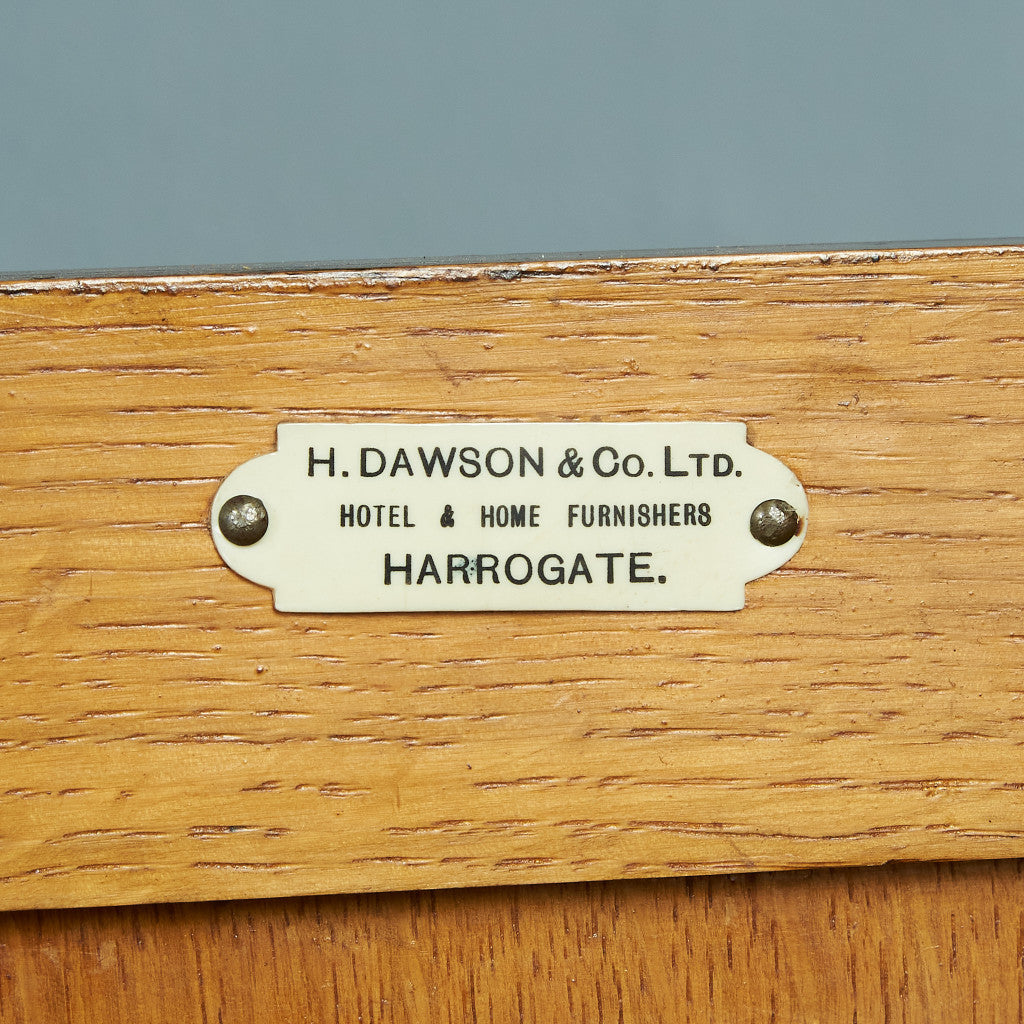 H. DAWSON & CO. LTD.
HOTEL & HOME FURNISHERS
HARROGATE.